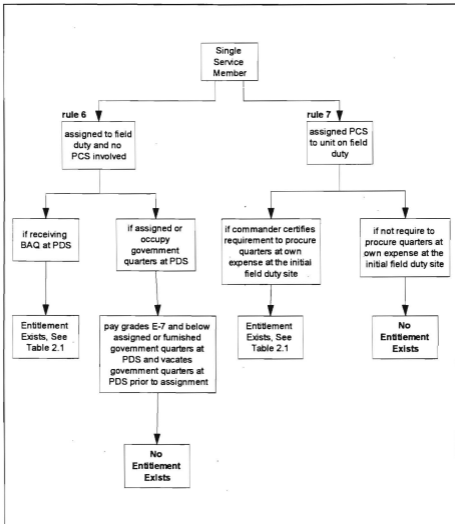 Single
Service
Member
rule 6
rule 7
assigned to field
duty and no
PCS involved
assigned PCS
to unit on field
duty
if receiving
BAQ at PDS
if assigned or
occupy
government
quarters at PDS
if commander certifies
requirement to procure
quarters at own
expense at the initial
field duty site
if not require to
procure quarters at
own expense at the
initial field duty site
Entitlement
Exists, See
Table 2.1
pay grades E-7 and below
assigned or furnished
government quarters at
PDS and vacates
government quarters at
PDS prior to assignment
Entitlement
Exists, See
Table 2.1
No
Entitlement
Exists
No
Entitlement
Exists